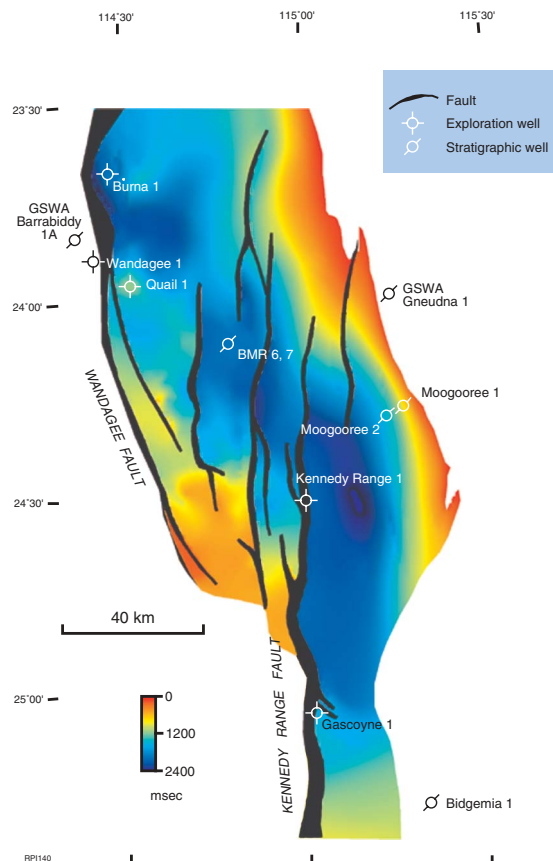 114˚30'
115˚00'
115˚30'
23˚30'
Fault
Exploration well
Stratigraphic well
Burna 1
GSWA
Barrabiddy
1A
Wandagee 1
Quail 1
GSWA
Gneudna 1
24˚00'
BMR 6, 7
WANDAGEE FAULT
Moogooree 1
Moogooree 2
Kennedy Range 1
24˚30'
40 km
KENNEDY RANGE FAULT
25˚00'
0
1200
2400
msec
Gascoyne 1
Bidgemia 1
RPI140